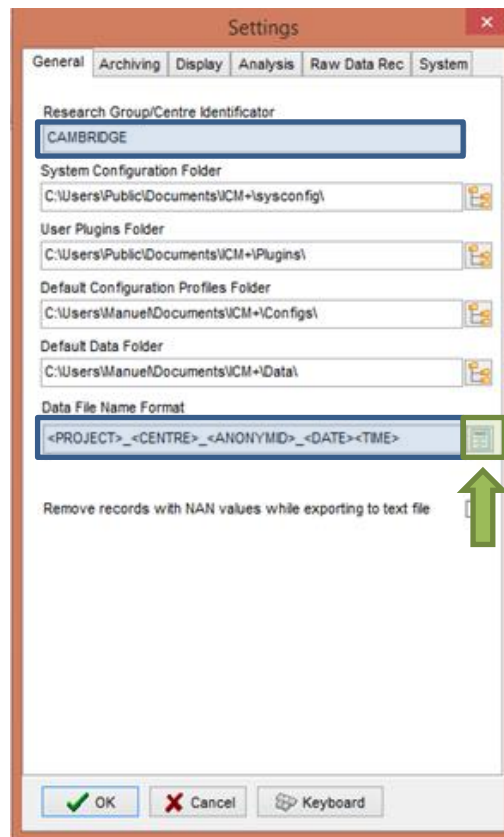 Settings
General Archiving Display Analysis Raw Data Rec System
Research Group/Centre Identificator
CAMBRIDGE
System Configuration Folder
C:\Users\Public\Documents\ICM+\sysconfig\
User Plugins Folder
C:\Users\Public\Documents\ICM+\Plugins\
Default Configuration Profiles Folder
C:\Users\Manuel\Documents\ICM+\Configs\
Default Data Folder
C:\Users\Manuel\Documents\ICM+\Data\
Data File Name Format
<PROJECT>_<CENTRE>_<ANONYMID>_<DATE><TIME>
Remove records with NAN values while exporting to text file
OK Cancel Keyboard